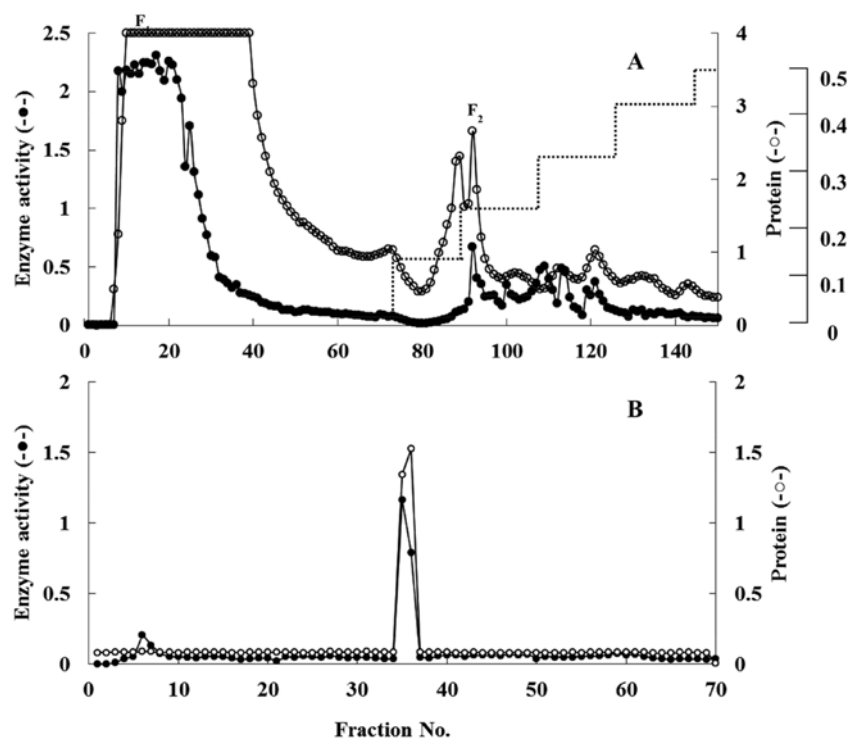 F
2.5
2
1.5
1
0.5
0
Enzyme activity (-●-)
A
F₂
4
3
2
1
0
Protein (-○-)
0.5
0.4
0.3
0.2
0.1
0
0 20 40 60 80 100 120 140
2
1.5
1
0.5
0
Enzyme activity (-●-)
B
2
1.5
1
0.5
0
Protein (-○-)
0 10 20 30 40 50 60 70
Fraction No.